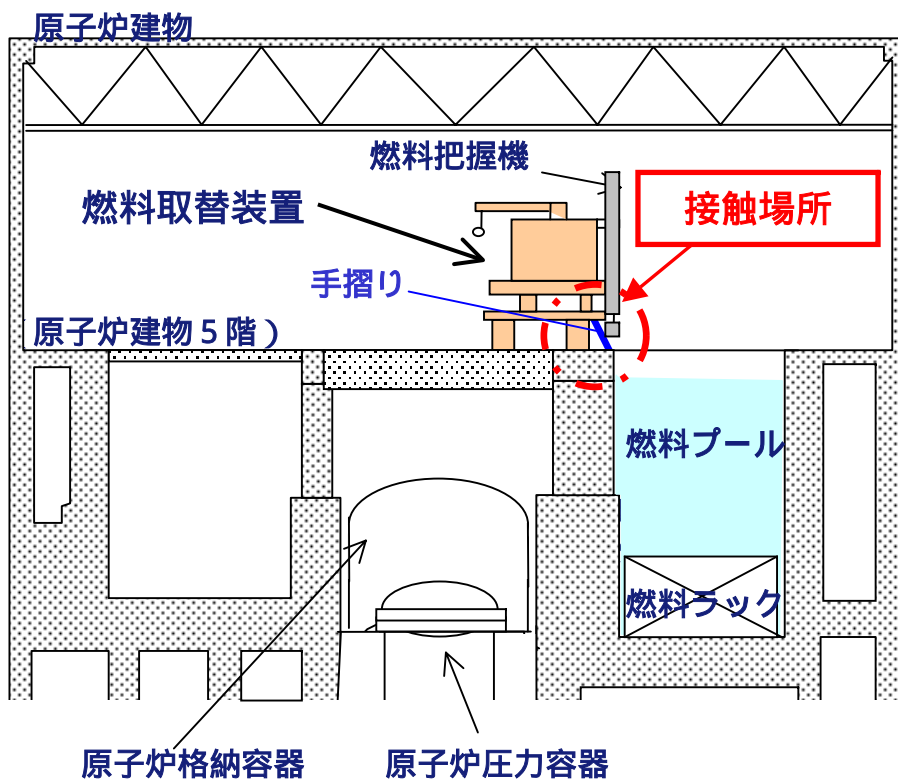 原子炉建物
燃料把握機
燃料取替装置
接触場所
手摺り
原子炉建物５階）
燃料プール
燃料ラック
原子炉格納容器
原子炉圧力容器